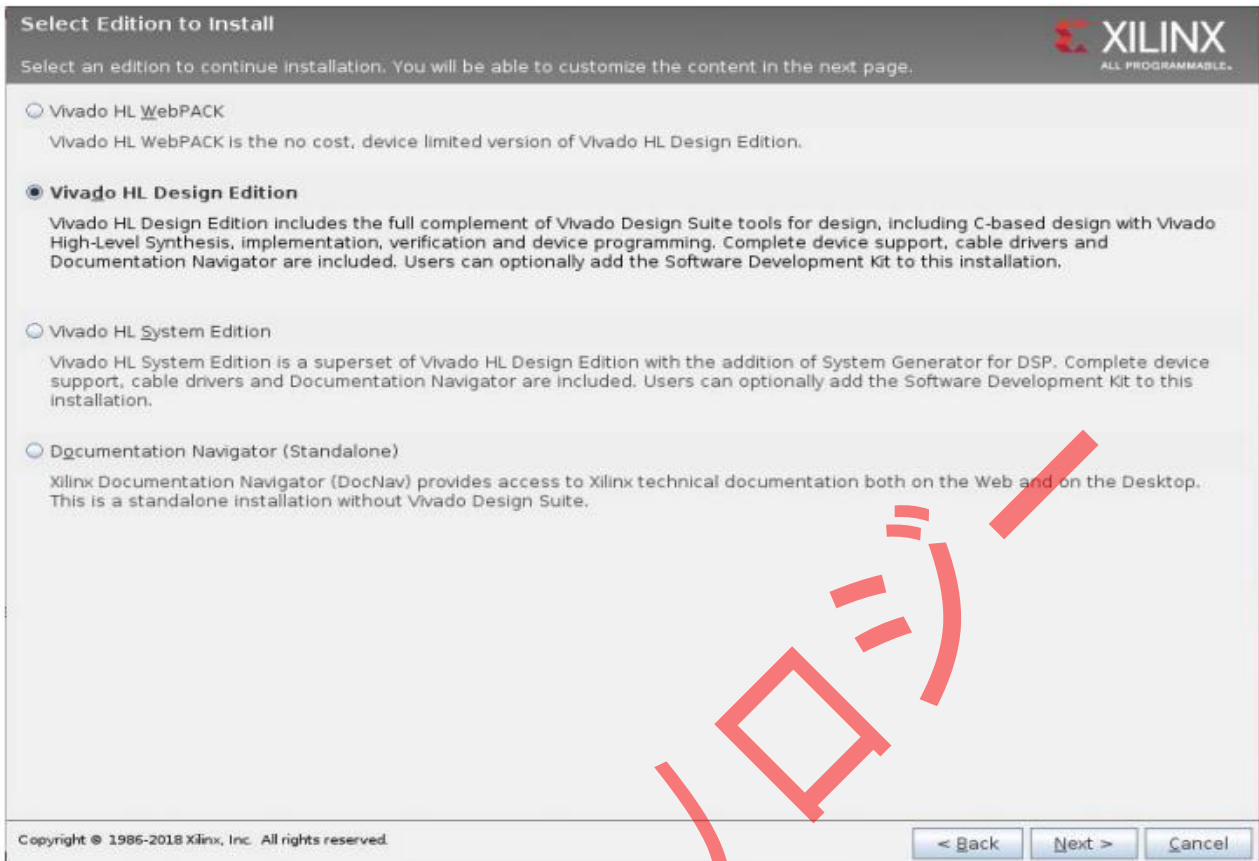 Select Edition to Install
XILINX
ALL PROGRAMMABLE.
Select an edition to continue installation. You will be able to customize the content in the next page.
Vivado HL WebPACK
Vivado HL WebPACK is the no cost, device limited version of Vivado HL Design Edition.
Vivado HL Design Edition
Vivado HL Design Edition includes the full complement of Vivado Design Suite tools for design, including C-based design with Vivado
High-Level Synthesis, implementation, verification and device programming. Complete device support, cable drivers and
Documentation Navigator are included. Users can optionally add the Software Development Kit to this installation.
Vivado HL System Edition
Vivado HL System Edition is a superset of Vivado HL Design Edition with the addition of System Generator for DSP. Complete device
support, cable drivers and Documentation Navigator are included. Users can optionally add the Software Development Kit to this
installation.
Documentation Navigator (Standalone)
Xilinx Documentation Navigator (DocNav) provides access to Xilinx technical documentation both on the Web and on the Desktop.
This is a standalone installation without Vivado Design Suite.
ロジー
Copyright © 1986-2018 Xilinx, Inc. All rights reserved.
< Back Next > Cancel